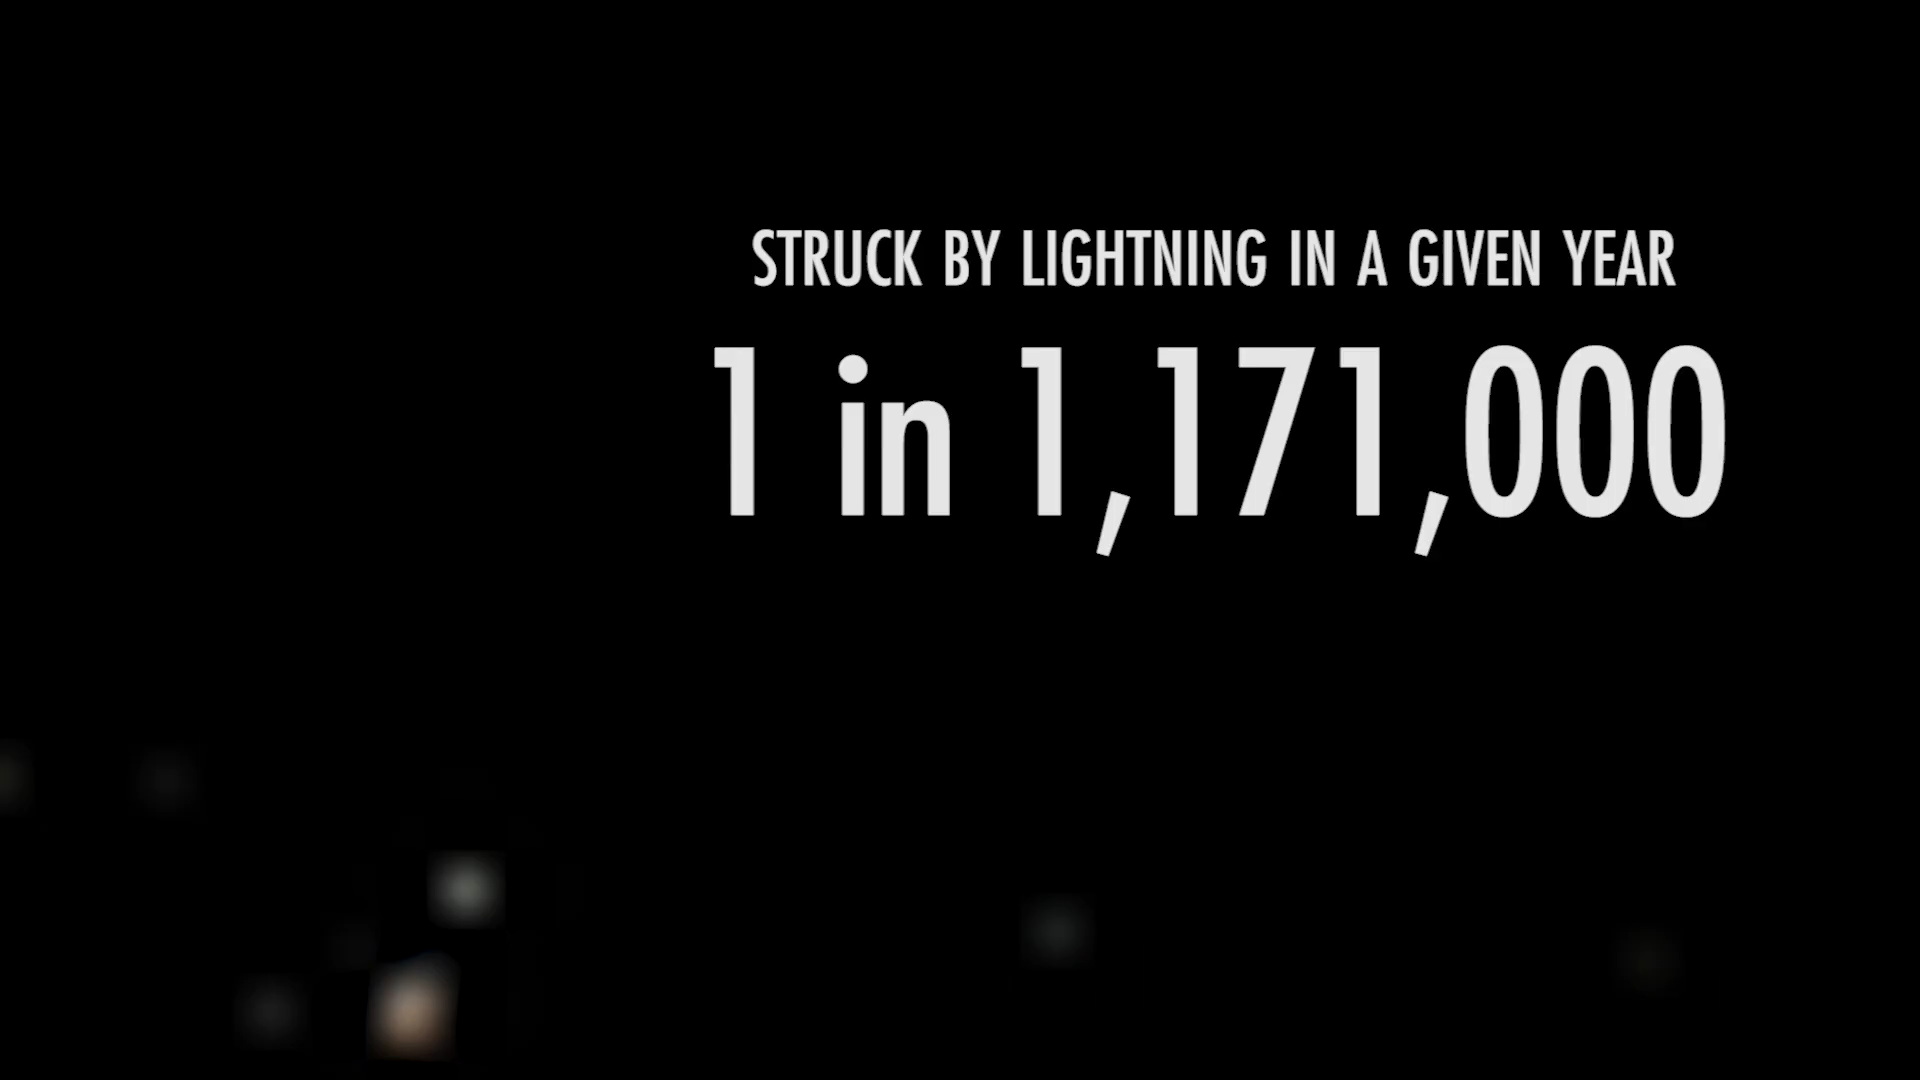 STRUCK BY LIGHTNING IN A GIVEN YEAR
1 in 1,171,000